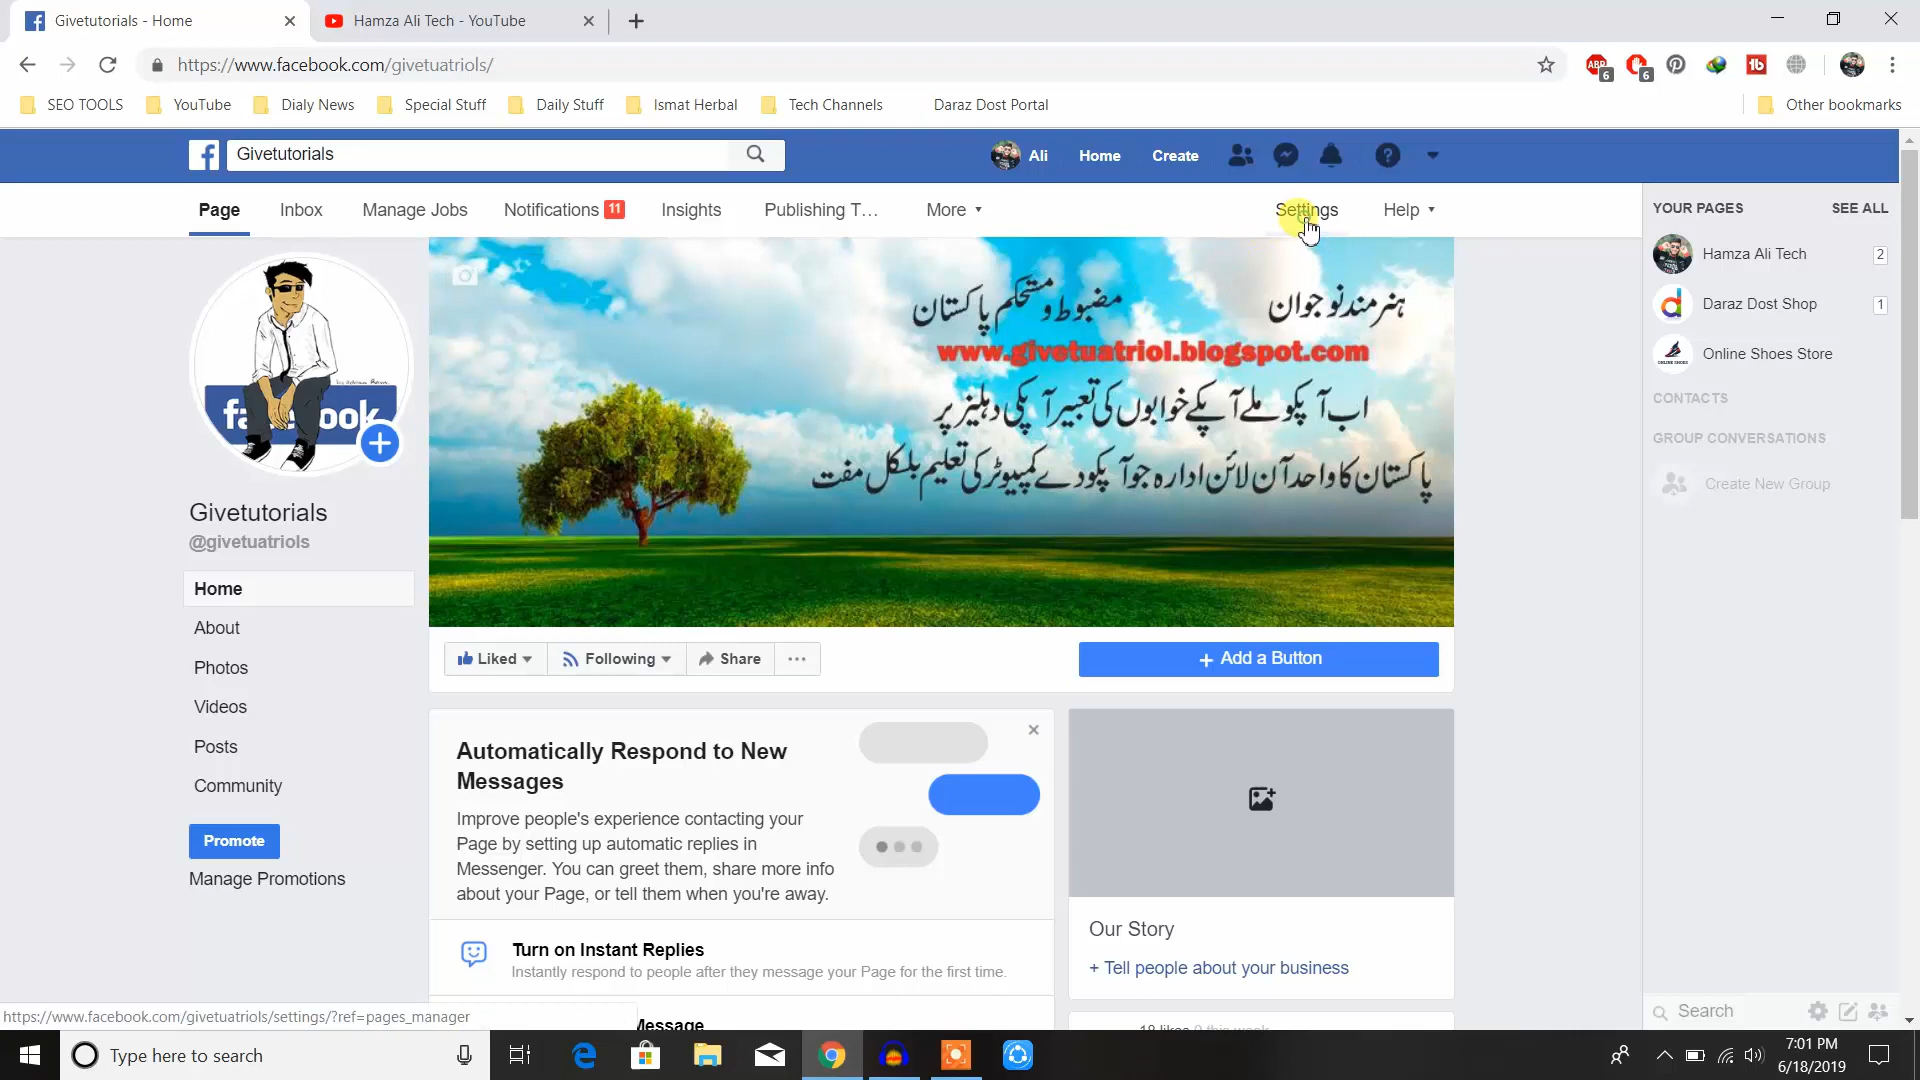 Givetutorials - Home
Hamza Ali Tech - YouTube
https://www.facebook.com/givetuatriols/
ABP 6 6
SEO TOOLS YouTube Dialy News Special Stuff Daily Stuff Ismat Herbal Tech Channels Daraz Dost Portal Other bookmarks
Givetutorials
Ali Home Create
Page Inbox Manage Jobs Notifications 11 Insights Publishing T... More Settings Help
YOUR PAGES SEE ALL
Hamza Ali Tech 2
Daraz Dost Shop 1
Online Shoes Store
CONTACTS
GROUP CONVERSATIONS
Create New Group
ہنر مند نوجوان مضبوط و مستحکم پاکستان
www.givetuatriol.blogspot.com
اب آپکو ملے آپکے خوابوں کی تعبیر آپکی دہلیز پر
پاکستان کا واحد آن لائن ادارہ جو آپکو دے کمپیوٹر کی تعلیم بلکل مفت
facebook
Givetutorials
@givetuatriols
Home
About
Photos
Videos
Posts
Community
Promote
Manage Promotions
Liked Following Share
+ Add a Button
Automatically Respond to New
Messages
Improve people's experience contacting your
Page by setting up automatic replies in
Messenger. You can greet them, share more info
about your Page, or tell them when you're away.
Turn on Instant Replies
Instantly respond to people after they message your Page for the first time.
Message
Our Story
+ Tell people about your business
Search
https://www.facebook.com/givetuatriols/settings/?ref=pages_manager
Type here to search
7:01 PM
6/18/2019